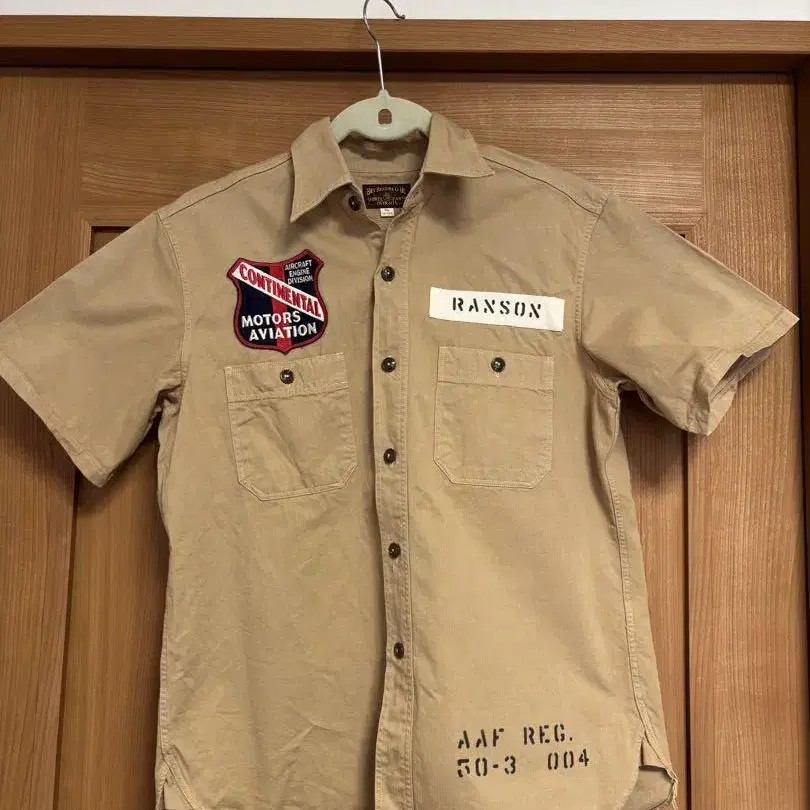 AIRCRAFT
ENGINE
DIVISION
CONTINENTAL
MOTORS
AVIATION
RANSON
AAF REG.
50-3 004